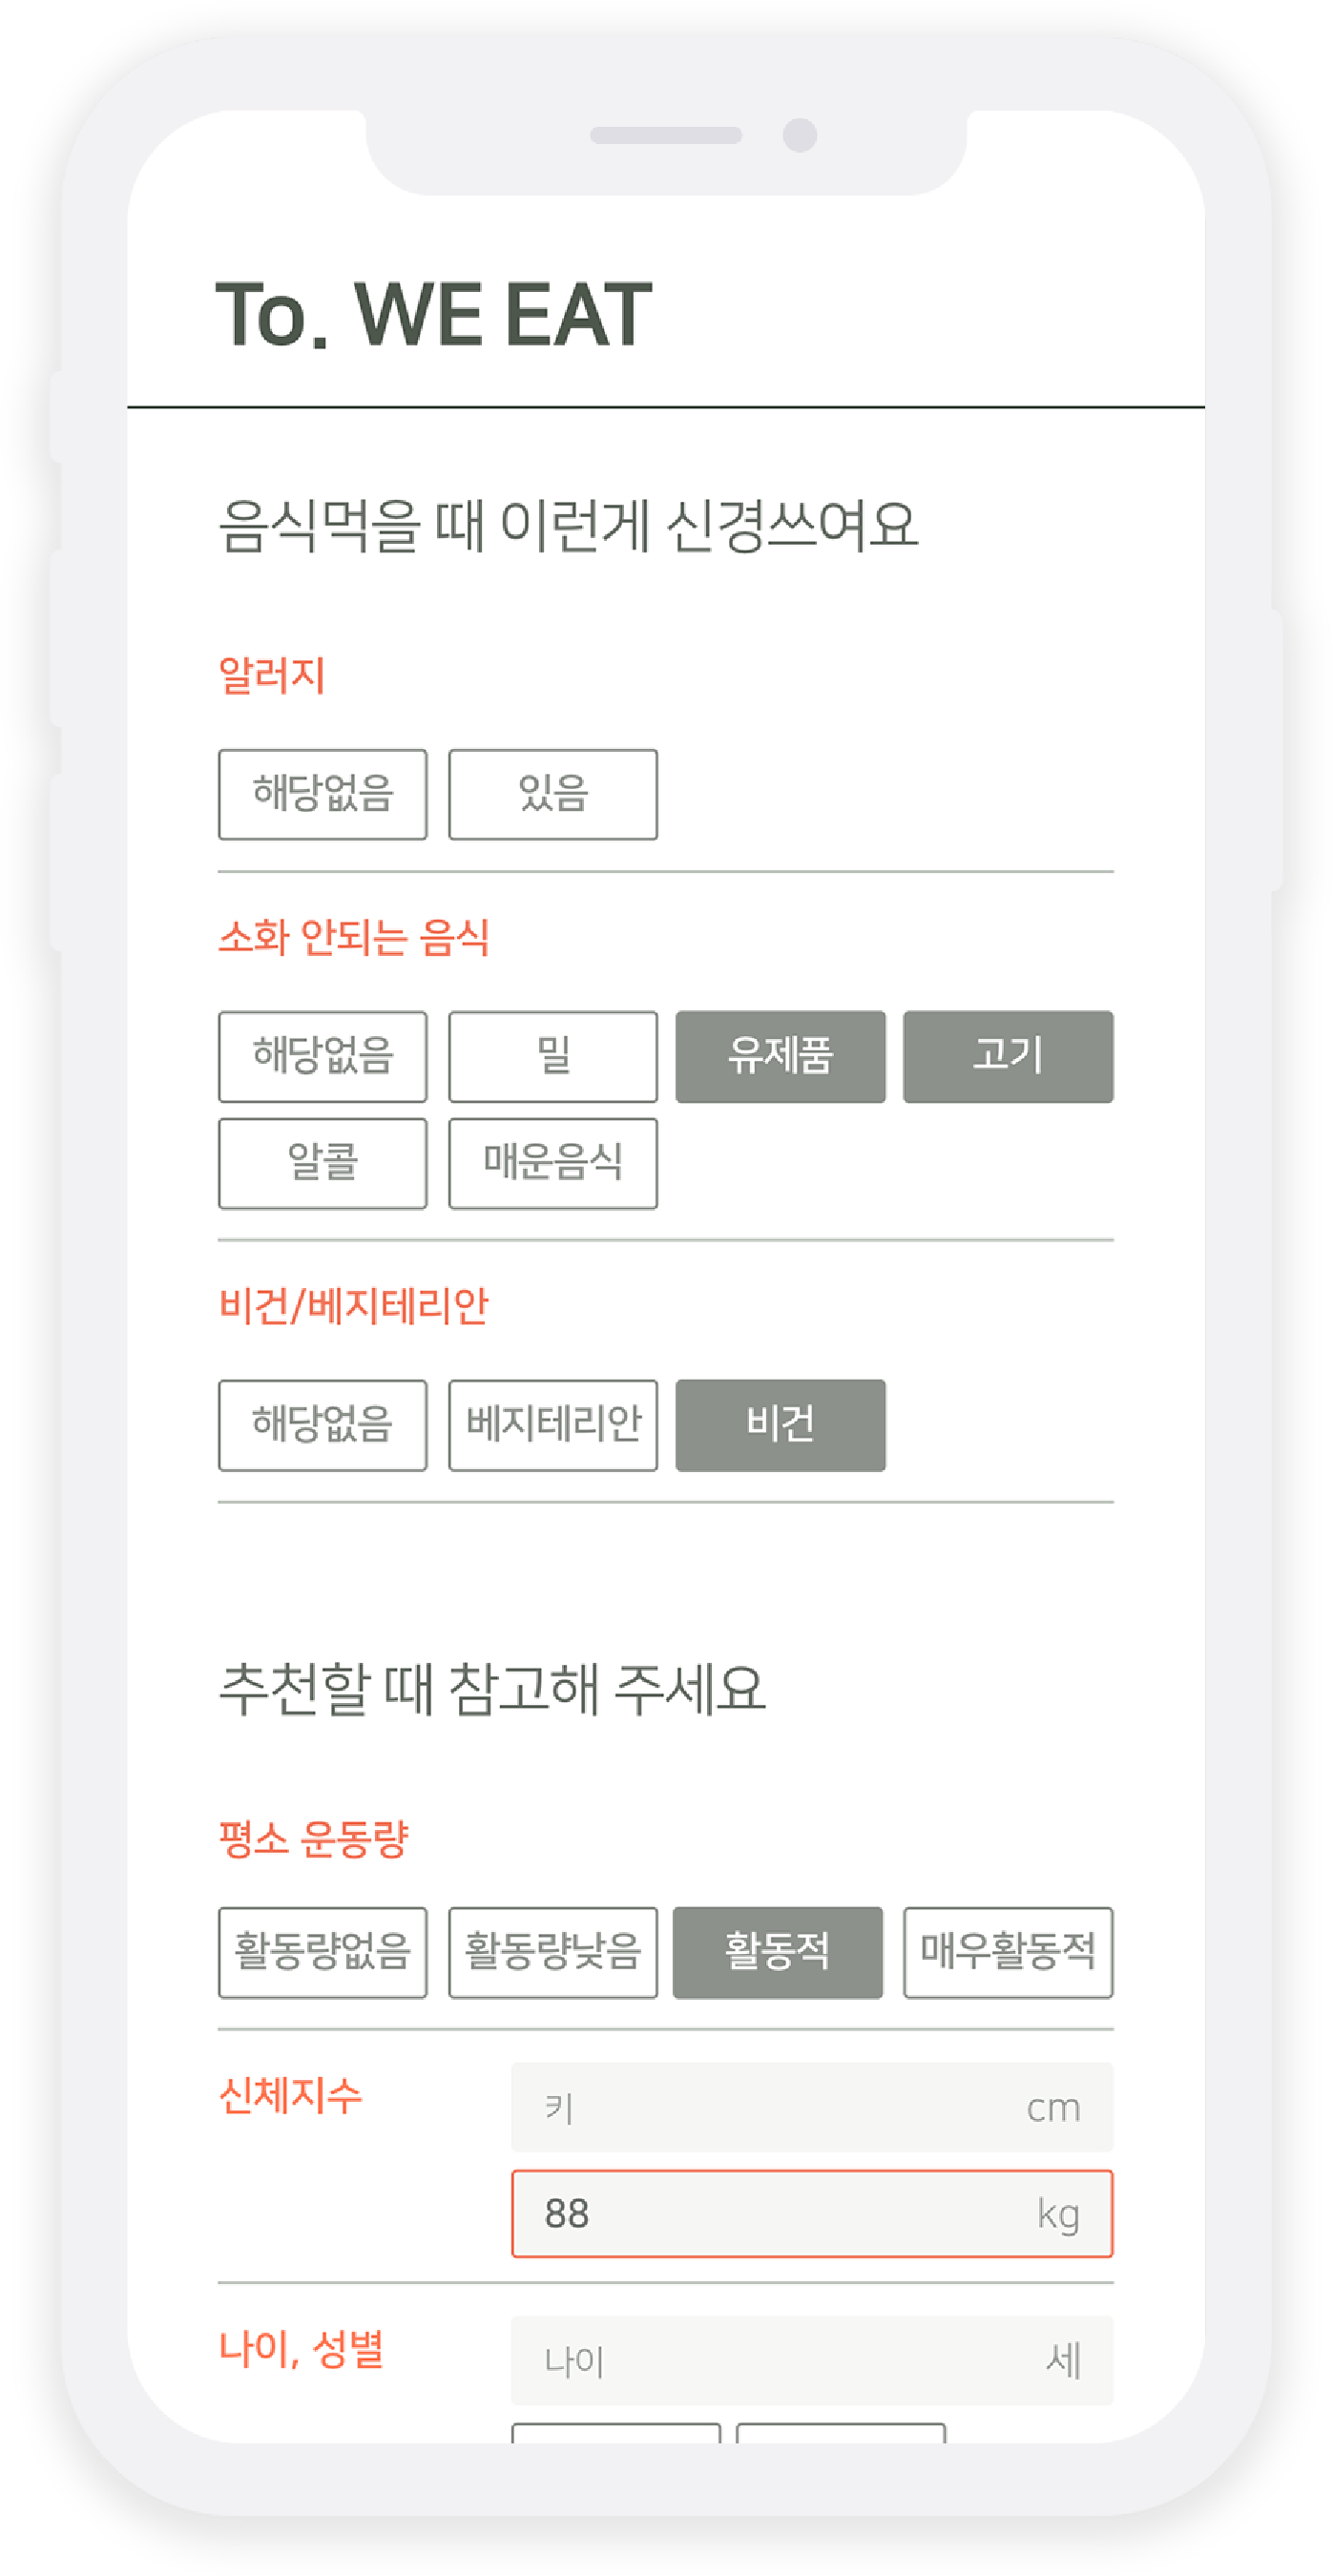 To. WE EAT
음식먹을 때 이런게 신경쓰여요
알러지
해당없음 있음
소화 안되는 음식
해당없음 밀 유제품 고기
알콜 매운음식
비건/베지테리안
해당없음 베지테리안 비건
추천할 때 참고해 주세요
평소 운동량
활동량없음 활동량낮음 활동적 매우활동적
신체지수 키 cm
88 kg
나이, 성별 나이 세